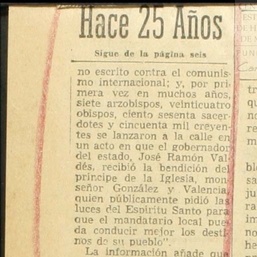 Hace 25 Años
Sigue de la página seis
no escrito contra el comunis-
mo internacional; y, por pri-
mera vez en muchos años,
siete arzobispos, veinticuatro
obispos, ciento sesenta sacer-
dotes y cincuenta mil creyen-
tes se lanzaron a la calle en
un acto en que el gobernador
del estado, José Ramón Val-
dés, recibió la bendición del
príncipe de la Iglesia, mon-
señor González y Valencia,
quien públicamente pidió las
luces del Espíritu Santo para
que el mandatario local pue-
da conducir mejor los desti-
nos de su pueblo".
La información añade que